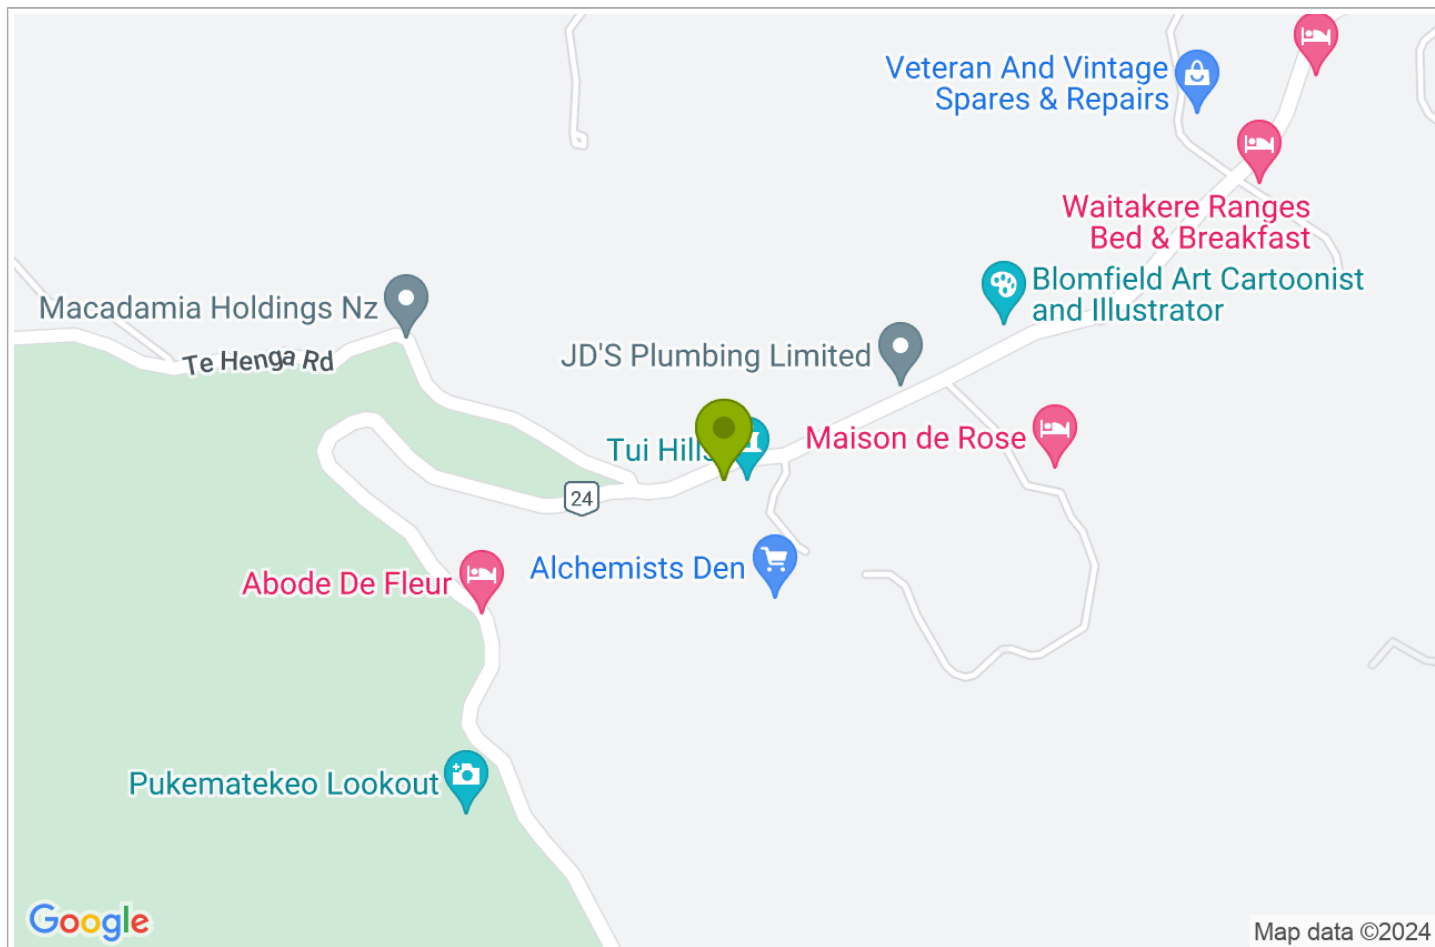 Veteran And Vintage
Spares & Repairs
Waitakere Ranges
Bed & Breakfast
Blomfield Art Cartoonist
and Illustrator
Macadamia Holdings Nz
JD'S Plumbing Limited
Te Henga Rd
Maison de Rose
Tui Hills
24
Alchemists Den
Abode De Fleur
Pukematekeo Lookout
Google
Map data ©2024